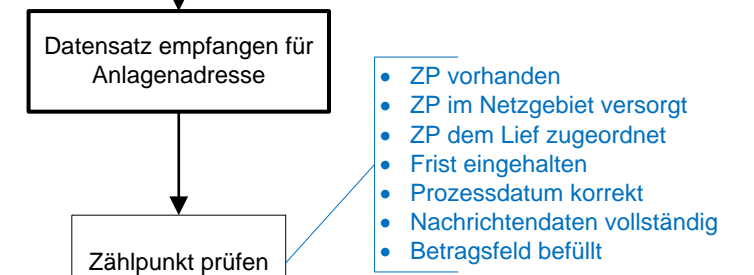 Datensatz empfangen für
Anlagenadresse
• ZP vorhanden
• ZP im Netzgebiet versorgt
• ZP dem Lief zugeordnet
• Frist eingehalten
• Prozessdatum korrekt
• Nachrichtendaten vollständig
• Betragsfeld befüllt
Zählpunkt prüfen